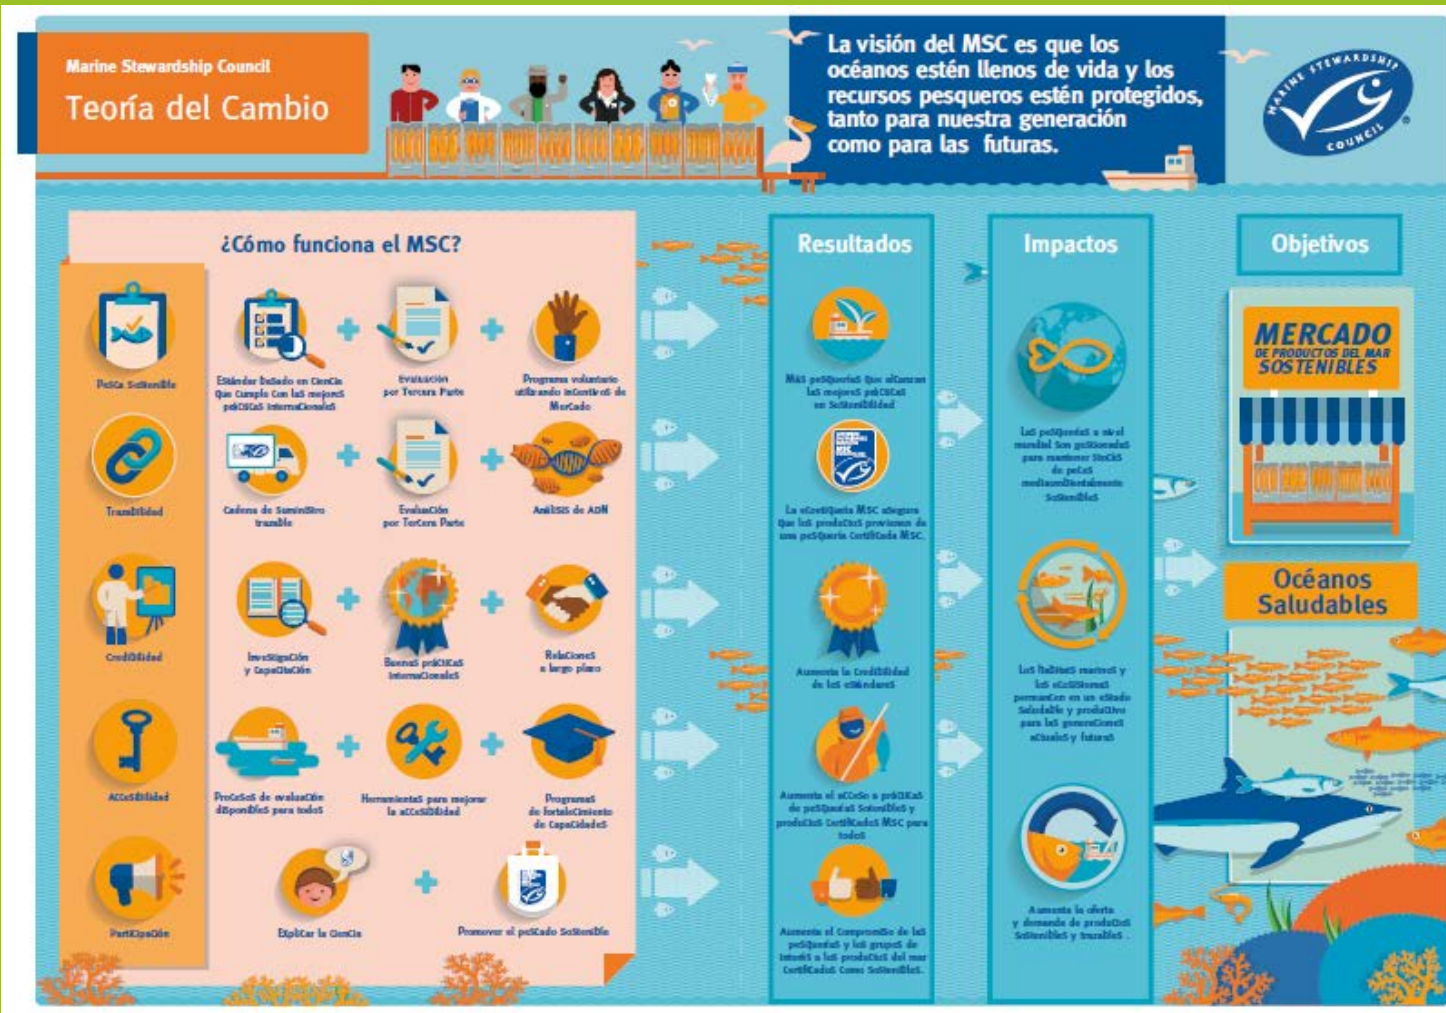 Marine Stewardship Council
Teoría del Cambio
La visión del MSC es que los
océanos estén llenos de vida y los
recursos pesqueros estén protegidos,
tanto para nuestra generación
como para las futuras.
MARINE STEWARDSHIP
COUNCIL
¿Cómo funciona el MSC?
Pesca Sostenible
Estándar basado en ciencia
que cumple con las mejores
prácticas internacionales
Evaluación
por Tercera Parte
Programa voluntario
utilizando incentivos de
Mercado
Trazabilidad
Cadena de Suministro
trazable
Evaluación
por Tercera Parte
Análisis de ADN
Credibilidad
Investigación
y Capacitación
Buenas prácticas
internacionales
Relaciones
a largo plazo
Accesibilidad
Procesos de evaluación
disponibles para todos
Herramientas para mejorar
la accesibilidad
Programas
de fortalecimiento
de Capacidades
Participación
Explicar la Ciencia
Promover el pescado Sostenible
Resultados
Más pesquerías que alcanzan
las mejores prácticas
en Sostenibilidad
La ecoetiqueta MSC asegura
que los productos provienen de
una pesquería Certificada MSC.
Aumenta la Credibilidad
de los estándares
Aumenta el acceso a prácticas
de pesquerías Sostenibles y
productos Certificados MSC para
todos
Aumenta el Compromiso de las
pesquerías y los grupos de
interés a los productos del mar
Certificados Como Sostenibles.
Impactos
Las pesquerías a nivel
mundial son gestionadas
para mantener Stocks
de peces
medioambientalmente
Sostenibles
Los hábitats marinos y
los ecosistemas
permancen en un estado
Saludable y productivo
para las generaciones
actuales y futuras
Aumenta la oferta
y demanda de productos
Sostenibles y trazables .
Objetivos
MERCADO
DE PRODUCTOS DEL MAR
SOSTENIBLES
Océanos
Saludables